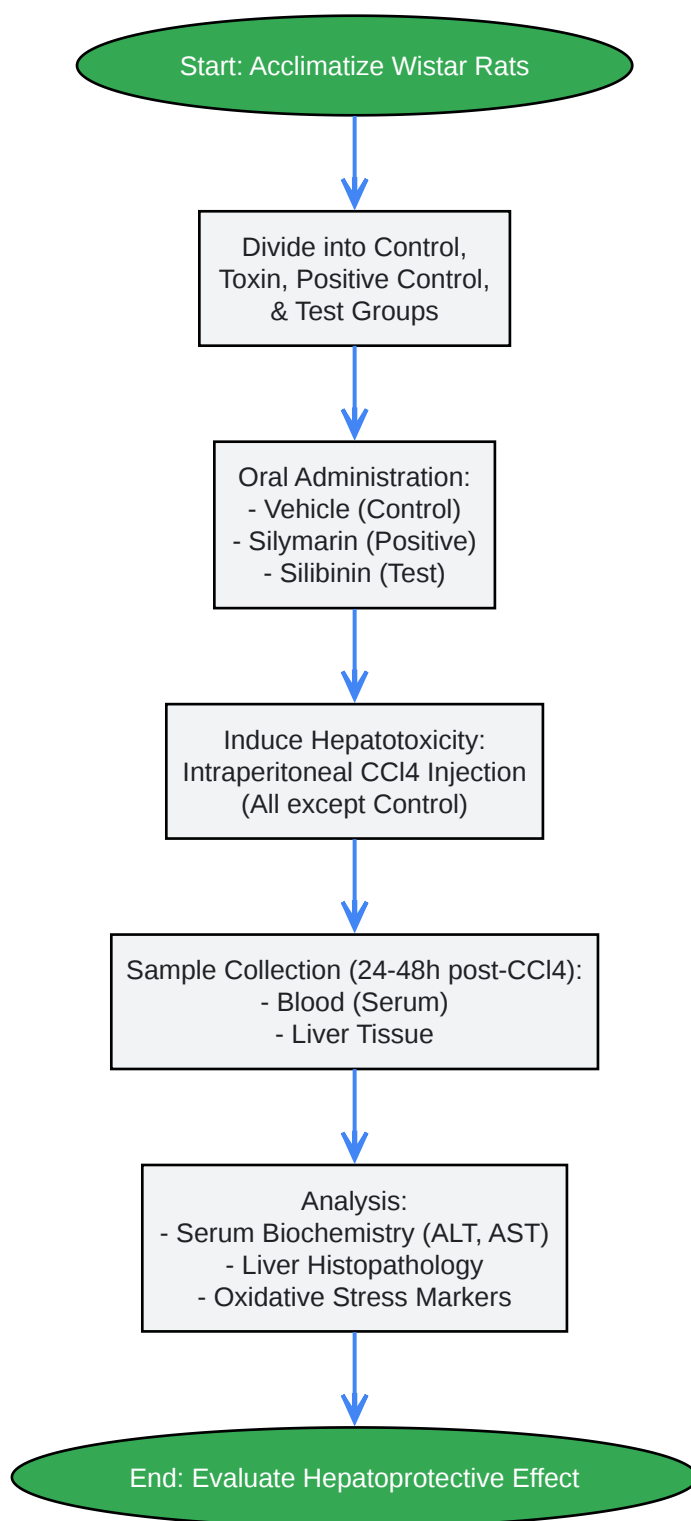 Start: Acclimatize Wistar Rats
Divide into Control,
Toxin, Positive Control,
& Test Groups
Oral Administration:
- Vehicle (Control)
- Silymarin (Positive)
- Silibinin (Test)
Induce Hepatotoxicity:
Intraperitoneal CCl4 Injection
(All except Control)
Sample Collection (24-48h post-CCl4):
- Blood (Serum)
- Liver Tissue
Analysis:
- Serum Biochemistry (ALT, AST)
- Liver Histopathology
- Oxidative Stress Markers
End: Evaluate Hepatoprotective Effect